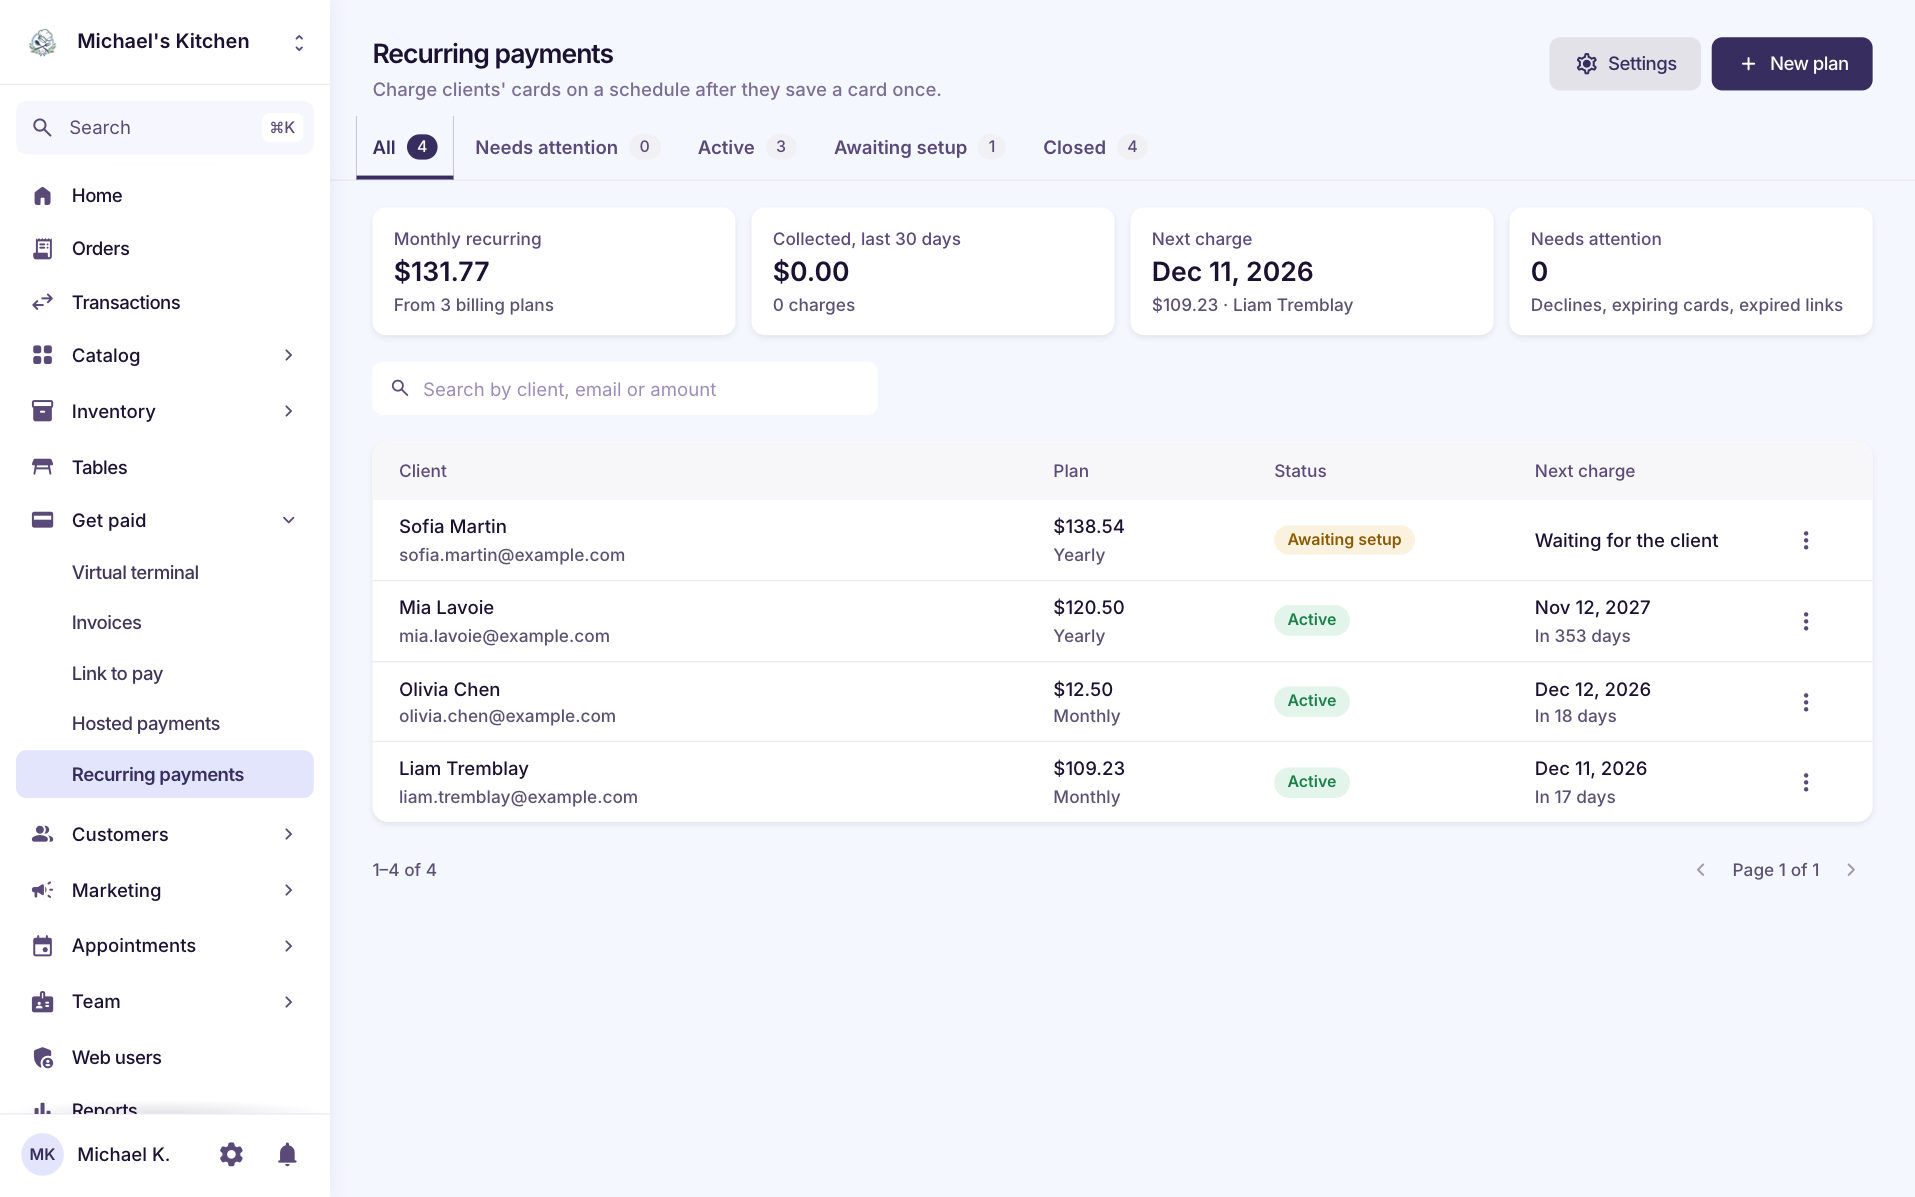 Michael's Kitchen
Search
⌘K
Home
Orders
Transactions
Catalog
Inventory
Tables
Get paid
Virtual terminal
Invoices
Link to pay
Hosted payments
Recurring payments
Customers
Marketing
Appointments
Team
Web users
Reports
MK
Michael K.
Recurring payments
Charge clients' cards on a schedule after they save a card once.
Settings
New plan
All 4
Needs attention 0
Active 3
Awaiting setup 1
Closed 4
Monthly recurring
$131.77
From 3 billing plans
Collected, last 30 days
$0.00
0 charges
Next charge
Dec 11, 2026
$109.23 · Liam Tremblay
Needs attention
0
Declines, expiring cards, expired links
Search by client, email or amount
Client Plan Status Next charge
Sofia Martin
sofia.martin@example.com
$138.54
Yearly
Awaiting setup
Waiting for the client
Mia Lavoie
mia.lavoie@example.com
$120.50
Yearly
Active
Nov 12, 2027
In 353 days
Olivia Chen
olivia.chen@example.com
$12.50
Monthly
Active
Dec 12, 2026
In 18 days
Liam Tremblay
liam.tremblay@example.com
$109.23
Monthly
Active
Dec 11, 2026
In 17 days
1–4 of 4
Page 1 of 1